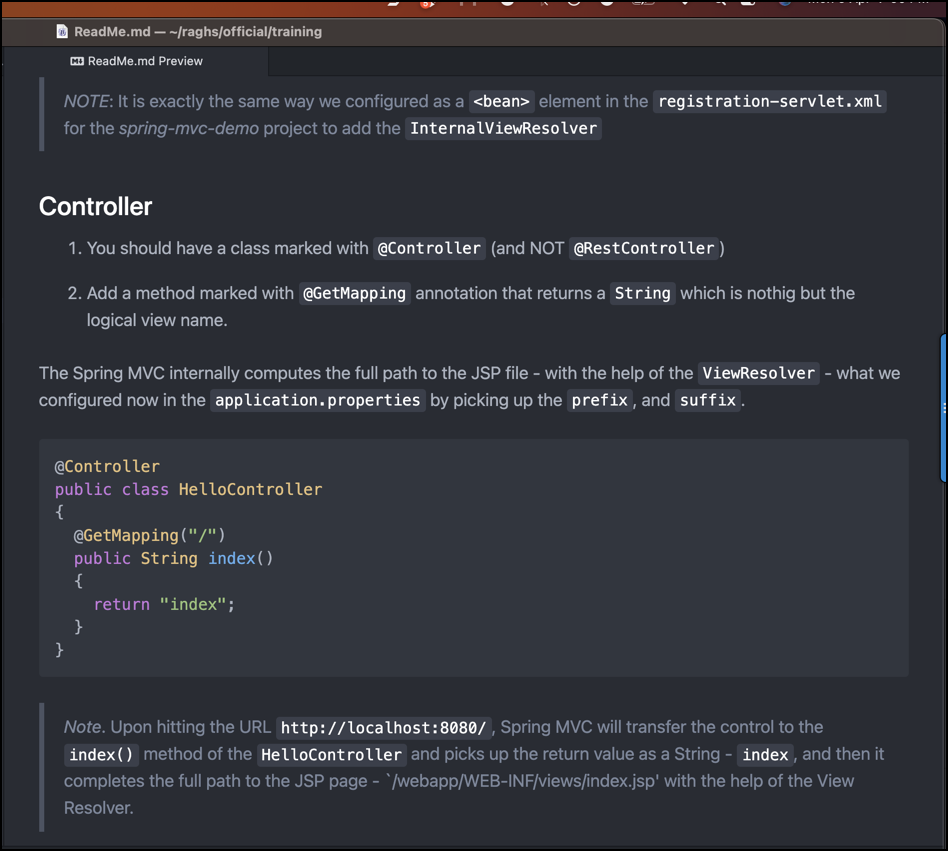 ReadMe.md — ~/raghs/official/training
ReadMe.md Preview
NOTE: It is exactly the same way we configured as a <bean> element in the registration-servlet.xml
for the spring-mvc-demo project to add the InternalViewResolver
Controller
1. You should have a class marked with @Controller (and NOT @RestController)
2. Add a method marked with @GetMapping annotation that returns a String which is nothig but the
logical view name.
The Spring MVC internally computes the full path to the JSP file - with the help of the ViewResolver - what we
configured now in the application.properties by picking up the prefix, and suffix.
@Controller
public class HelloController
{
  @GetMapping("/")
  public String index()
  {
    return "index";
  }
}
Note. Upon hitting the URL http://localhost:8080/, Spring MVC will transfer the control to the
index() method of the HelloController and picks up the return value as a String - index, and then it
completes the full path to the JSP page - `/webapp/WEB-INF/views/index.jsp' with the help of the View
Resolver.